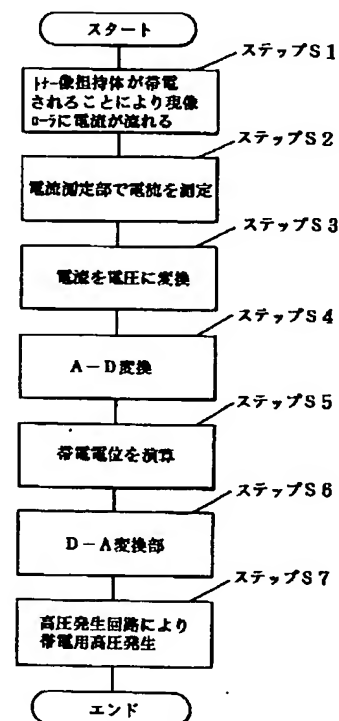 スタート
ステップS1
トナー像担持体が帯電
されることにより現像
ローラに電流が流れる
ステップS2
電流測定部で電流を測定
ステップS3
電流を電圧に変換
ステップS4
A-D変換
ステップS5
帯電電位を演算
ステップS6
D-A変換部
ステップS7
高圧発生回路により
帯電用高圧発生
エンド